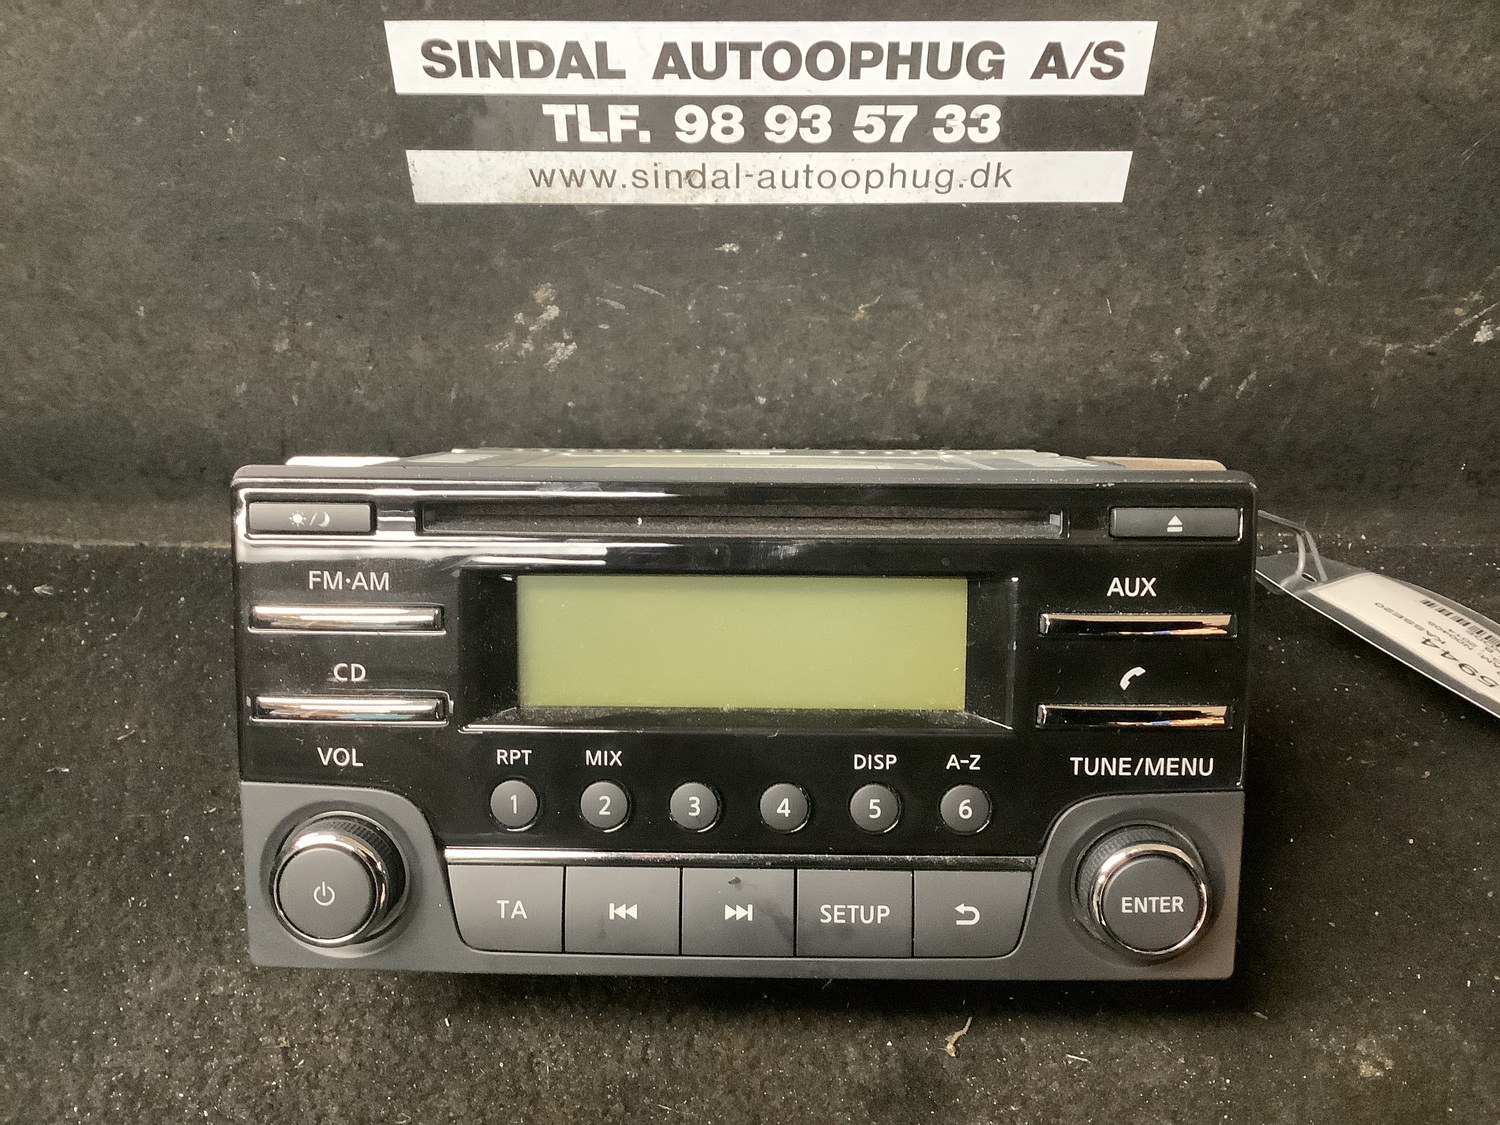 SINDAL AUTOOPHUG A/S
TLF. 98 93 57 33
www.sindal-autoophug.dk
FM·AM
AUX
CD
VOL
RPT MIX DISP A-Z
TUNE/MENU
1 2 3 4 5 6
TA SETUP
ENTER
6944